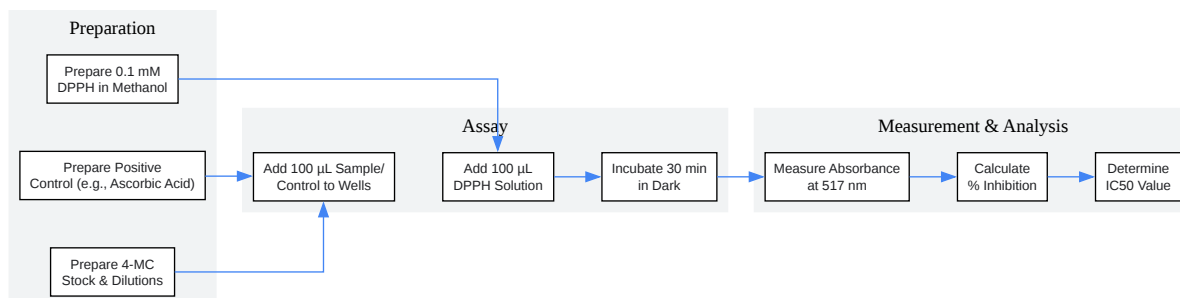 Preparation
Prepare 0.1 mM
DPPH in Methanol
Prepare Positive
Control (e.g., Ascorbic Acid)
Prepare 4-MC
Stock & Dilutions
Assay
Add 100 µL Sample/
Control to Wells
Add 100 µL
DPPH Solution
Incubate 30 min
in Dark
Measurement & Analysis
Measure Absorbance
at 517 nm
Calculate
% Inhibition
Determine
IC50 Value